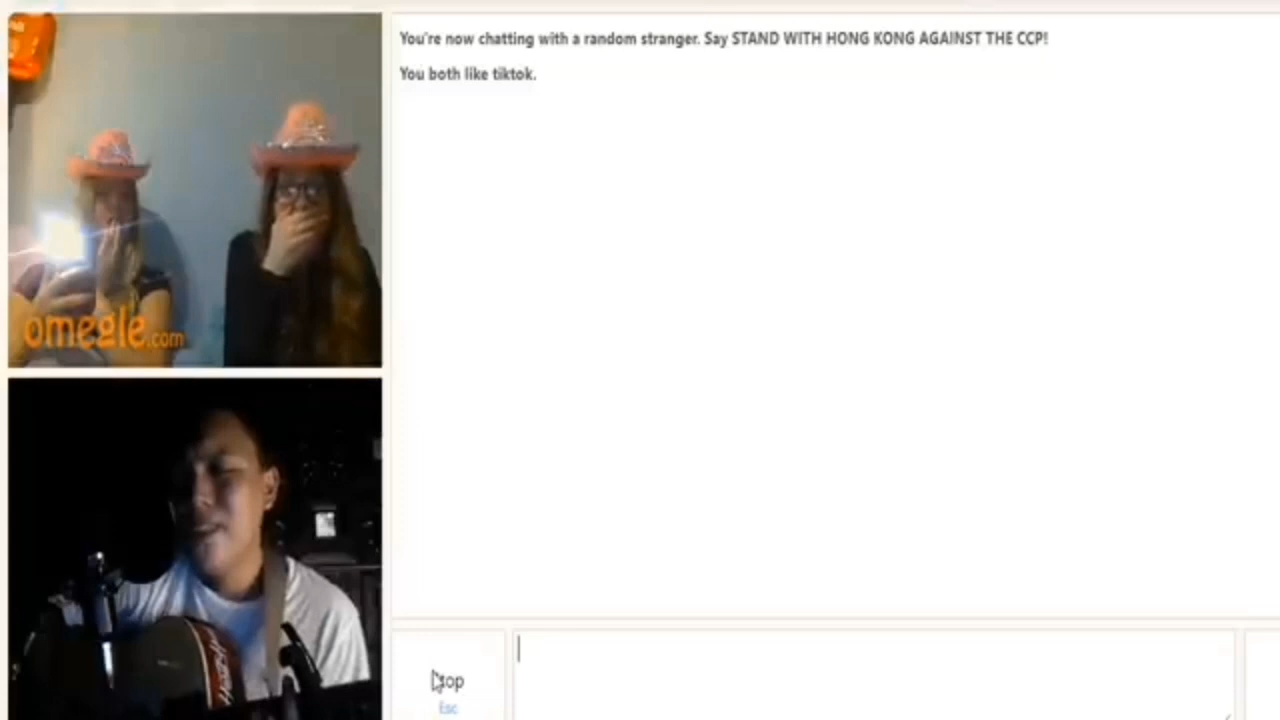 You're now chatting with a random stranger. Say STAND WITH HONG KONG AGAINST THE CCP!
You both like tiktok.
omegle.com
Esc